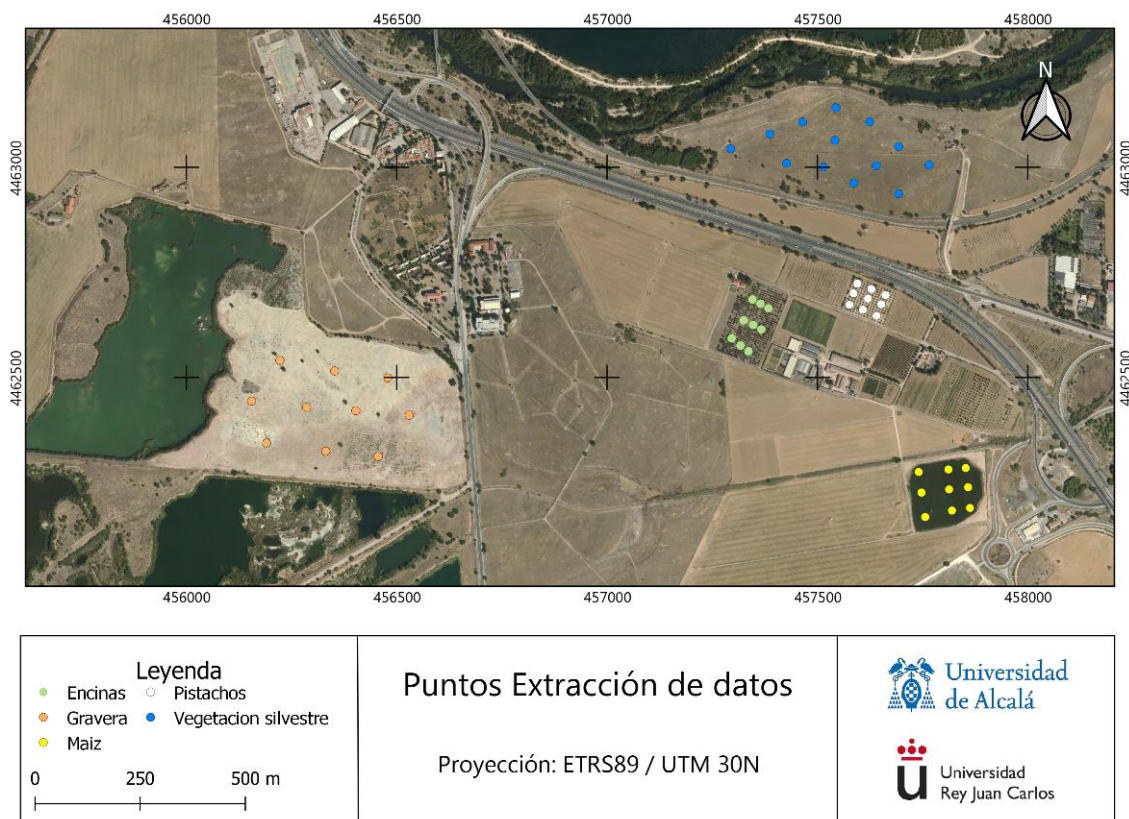 456000 456500 457000 457500 458000
N
4463000 4463000
4462500 4462500
456000 456500 457000 457500 458000
Leyenda
Encinas Pistachos
Gravera Vegetacion silvestre
Maiz
0 250 500 m
Puntos Extracción de datos
Proyección: ETRS89 / UTM 30N
Universidad
de Alcalá
u
Universidad
Rey Juan Carlos